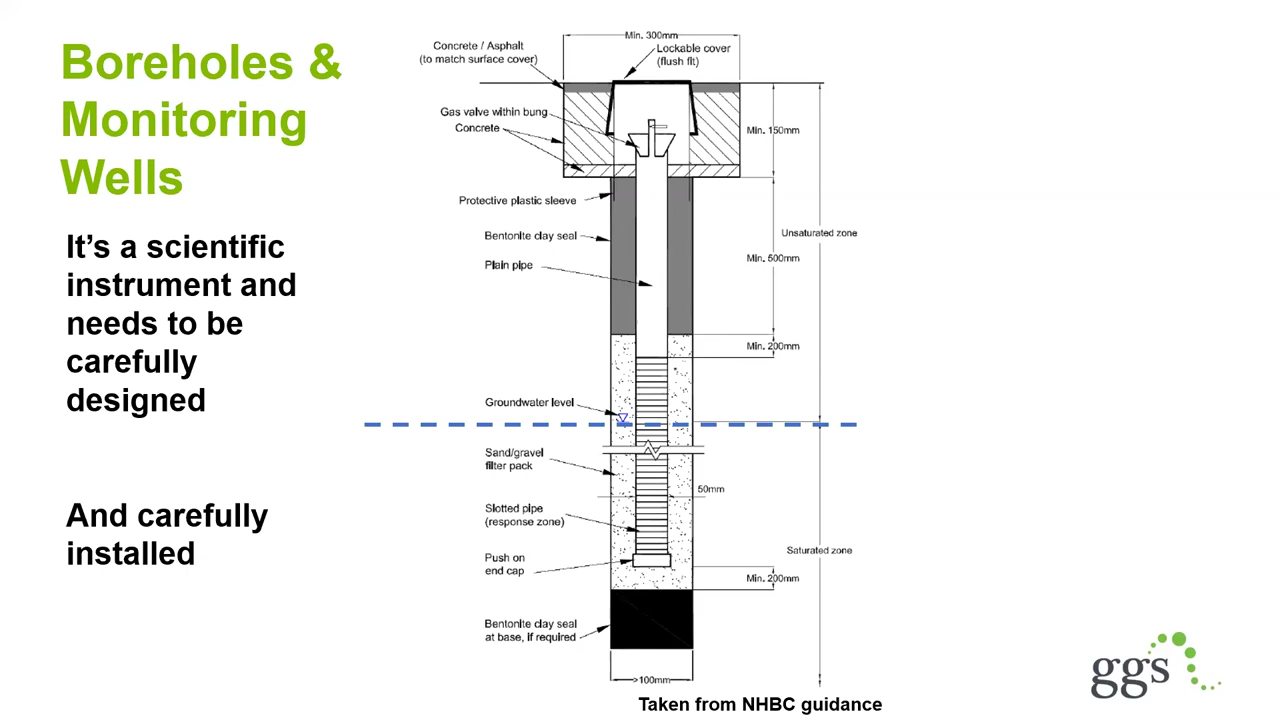 Boreholes &
Monitoring
Wells
It’s a scientific
instrument and
needs to be
carefully
designed
And carefully
installed
Min. 300mm
Concrete / Asphalt
(to match surface cover)
Lockable cover
(flush fit)
Gas valve within bung
Concrete
Min. 150mm
Protective plastic sleeve
Bentonite clay seal
Unsaturated zone
Plain pipe
Min. 500mm
Min. 200mm
Groundwater level
Sand/gravel
filter pack
50mm
Slotted pipe
(response zone)
Saturated zone
Push on
end cap
Min. 200mm
Bentonite clay seal
at base, if required
>100mm
Taken from NHBC guidance
ggs